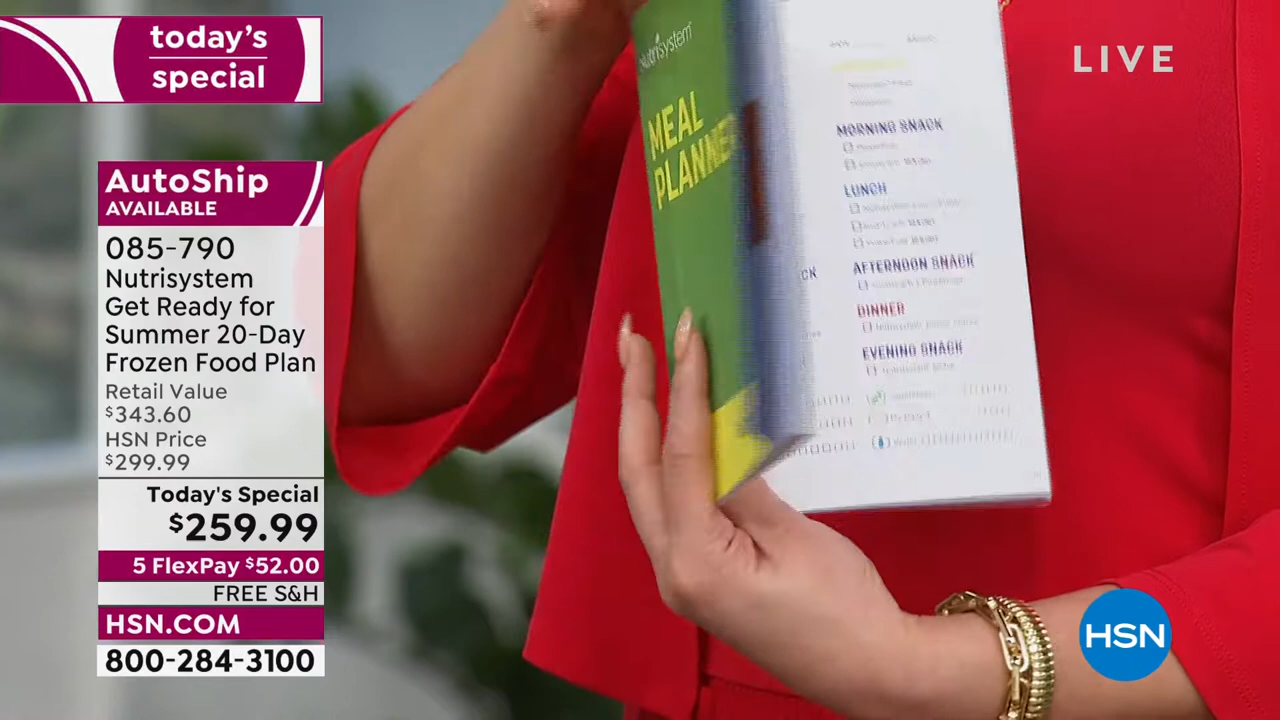 today's
special
LIVE
AutoShip
AVAILABLE
085-790
Nutrisystem
Get Ready for
Summer 20-Day
Frozen Food Plan
Retail Value
$343.60
HSN Price
$299.99
Today's Special
$259.99
5 FlexPay $52.00
FREE S&H
HSN.COM
800-284-3100
Nutrisystem
MEAL
PLANNER
MORNING SNACK
LUNCH
AFTERNOON SNACK
DINNER
EVENING SNACK
HSN